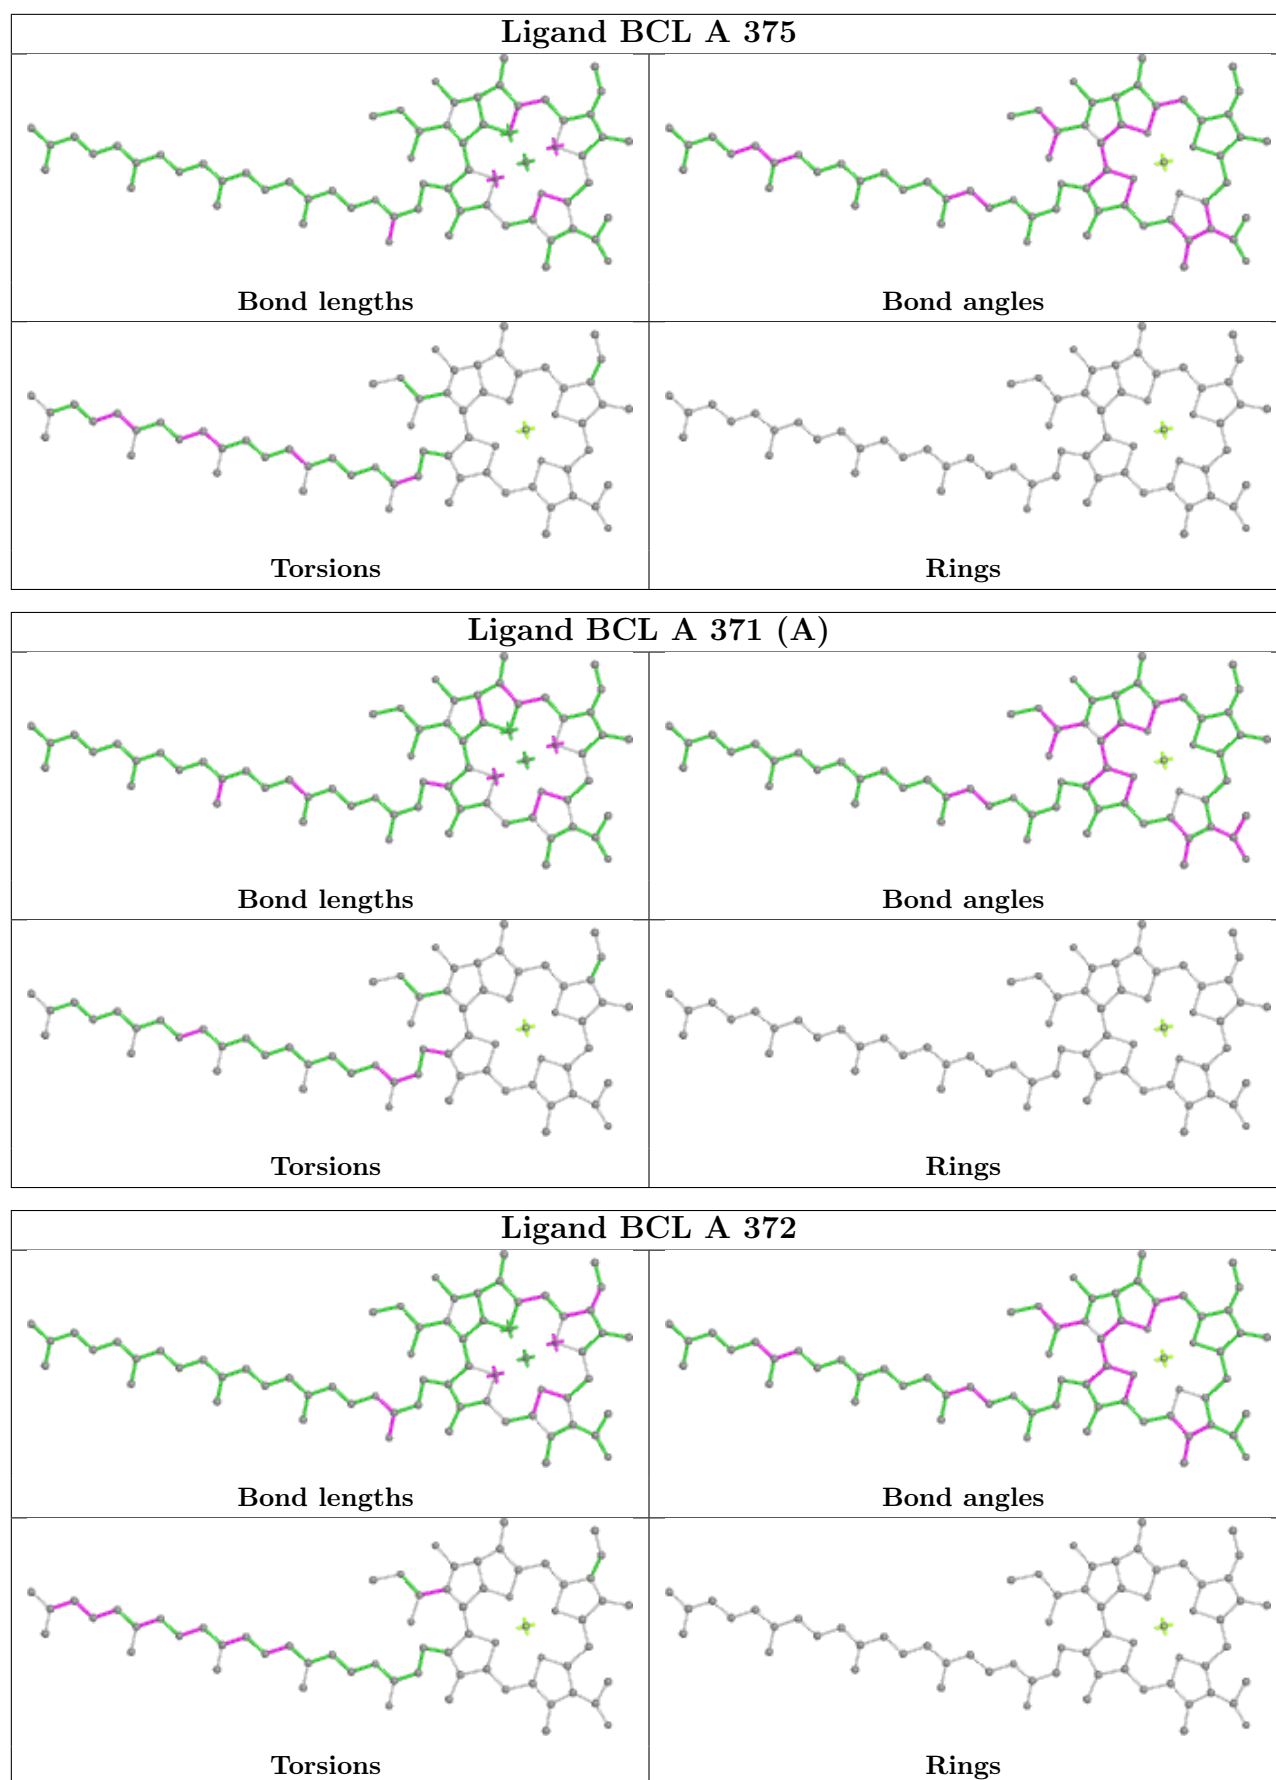 Ligand BCL A 375
Bond lengths
Bond angles
Torsions
Rings
Ligand BCL A 371 (A)
Bond lengths
Bond angles
Torsions
Rings
Ligand BCL A 372
Bond lengths
Bond angles
Torsions
Rings